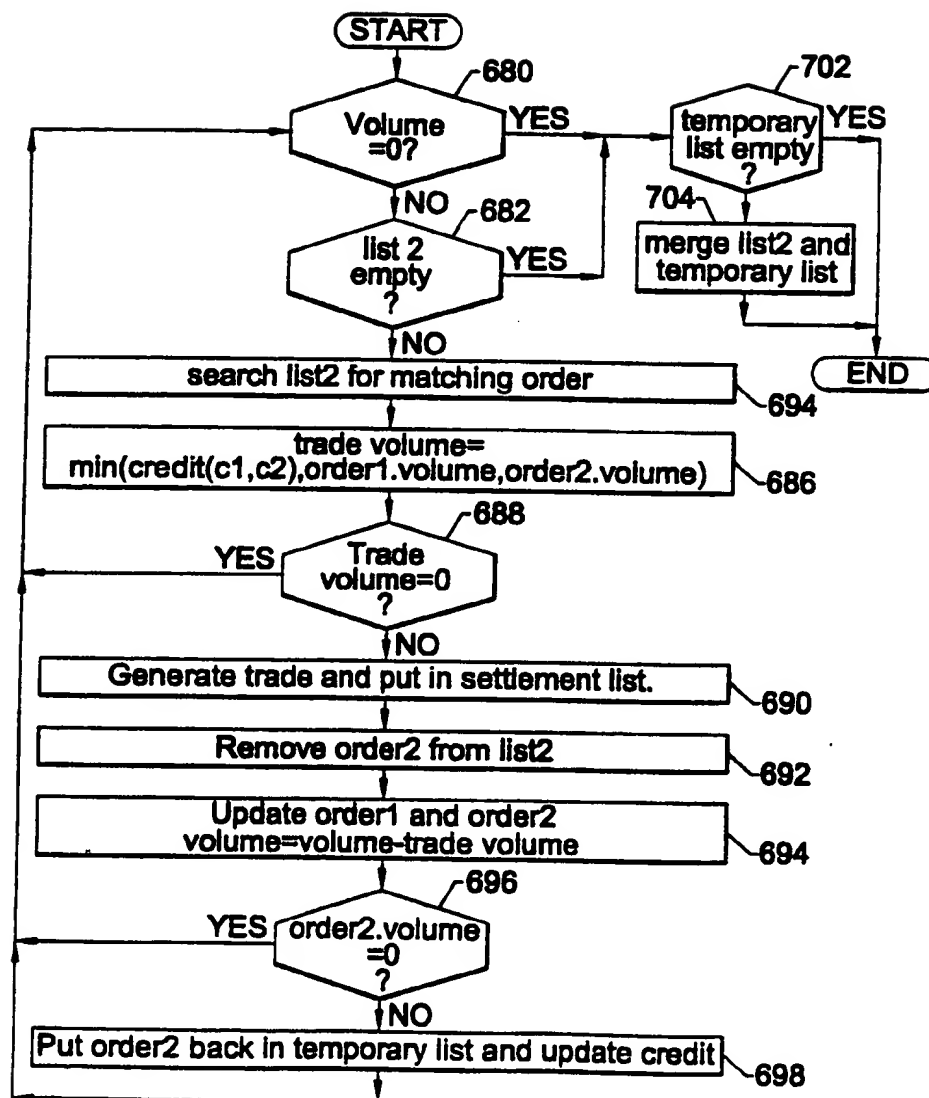 START
680
Volume
=0?
YES
NO
682
list 2
empty
?
YES
NO
702
temporary
list empty
?
YES
704
merge list2 and
temporary list
END
search list2 for matching order
694
trade volume=
min(credit(c1,c2),order1.volume,order2.volume)
686
688
Trade
volume=0
?
YES
NO
Generate trade and put in settlement list.
690
Remove order2 from list2
692
Update order1 and order2
volume=volume-trade volume
694
696
order2.volume
=0
?
YES
NO
Put order2 back in temporary list and update credit
698